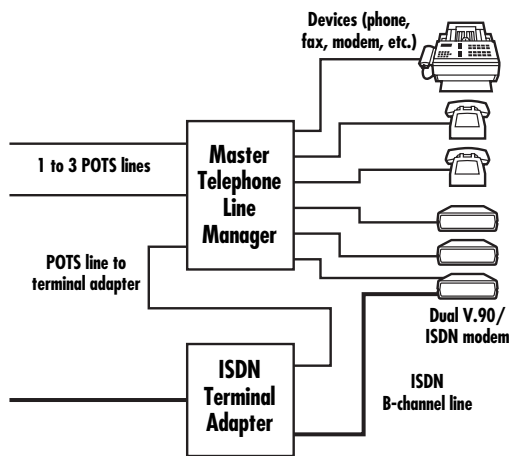 Devices (phone,
fax, modem, etc.)
1 to 3 POTS lines
Master
Telephone
Line
Manager
POTS line to
terminal adapter
Dual V.90/
ISDN modem
ISDN
Terminal
Adapter
ISDN
B-channel line